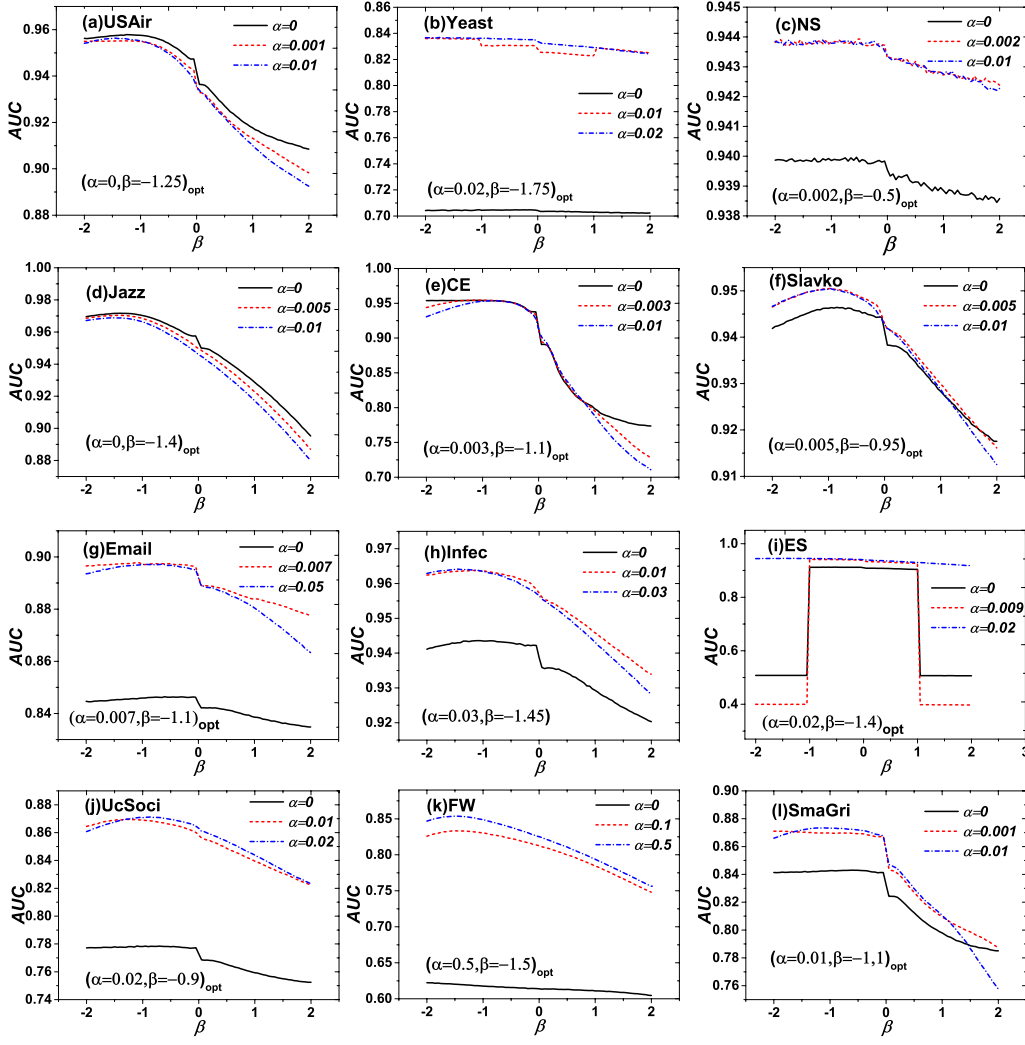 (a)USAir
α=0
α=0.001
α=0.01
0.96
0.94
0.92
0.90
0.88
AUC
(α=0,β=−1.25)opt
-2 -1 0 1 2
β
(b) Yeast
α=0
α=0.01
α=0.02
0.86
0.84
0.82
0.80
0.72
0.70
AUC
(α=0.02,β=−1.75)opt
-2 -1 0 1 2
β
(c) NS
α=0
α=0.002
α=0.01
0.945
0.944
0.943
0.942
0.940
0.939
0.938
AUC
(α=0.002,β=−0.5)opt
-2 -1 0 1 2
β
(d) Jazz
α=0
α=0.005
α=0.01
1.00
0.98
0.96
0.94
0.92
0.90
0.88
AUC
(α=0,β=−1.4)opt
-2 -1 0 1 2
β
(e) CE
α=0
α=0.003
α=0.01
1.00
0.95
0.90
0.85
0.80
0.75
0.70
AUC
(α=0.003,β=−1.1)opt
-2 -1 0 1 2
β
(f) Slavko
α=0
α=0.005
α=0.01
0.95
0.94
0.93
0.92
0.91
AUC
(α=0.005,β=−0.95)opt
-2 -1 0 1 2
β
(g)Email
α=0
α=0.007
α=0.05
0.90
0.88
0.86
0.84
AUC
(α=0.007,β=−1.1)opt
-2 -1 0 1 2
β
(h)Infec
α=0
α=0.01
α=0.03
0.97
0.96
0.94
0.93
0.92
AUC
(α=0.03,β=−1.45)
-2 -1 0 1 2
β
(i)ES
α=0
α=0.009
α=0.02
1.0
0.9
0.8
0.6
0.4
AUC
(α=0.02,β=−1.4)opt
-2 -1 0 1 2 3
β
(j)UcSoci
α=0
α=0.01
α=0.02
0.88
0.86
0.84
0.82
0.78
0.76
0.74
AUC
(α=0.02,β=−0.9)opt
-2 -1 0 1 2
β
(k)FW
α=0
α=0.1
α=0.5
0.85
0.80
0.75
0.70
0.65
0.60
AUC
(α=0.5,β=−1.5)opt
-2 -1 0 1 2
β
(l)SmaGri
α=0
α=0.001
α=0.01
0.90
0.88
0.86
0.84
0.82
0.80
0.78
0.76
AUC
(α=0.01,β=−1,1)opt
-2 -1 0 1 2
β